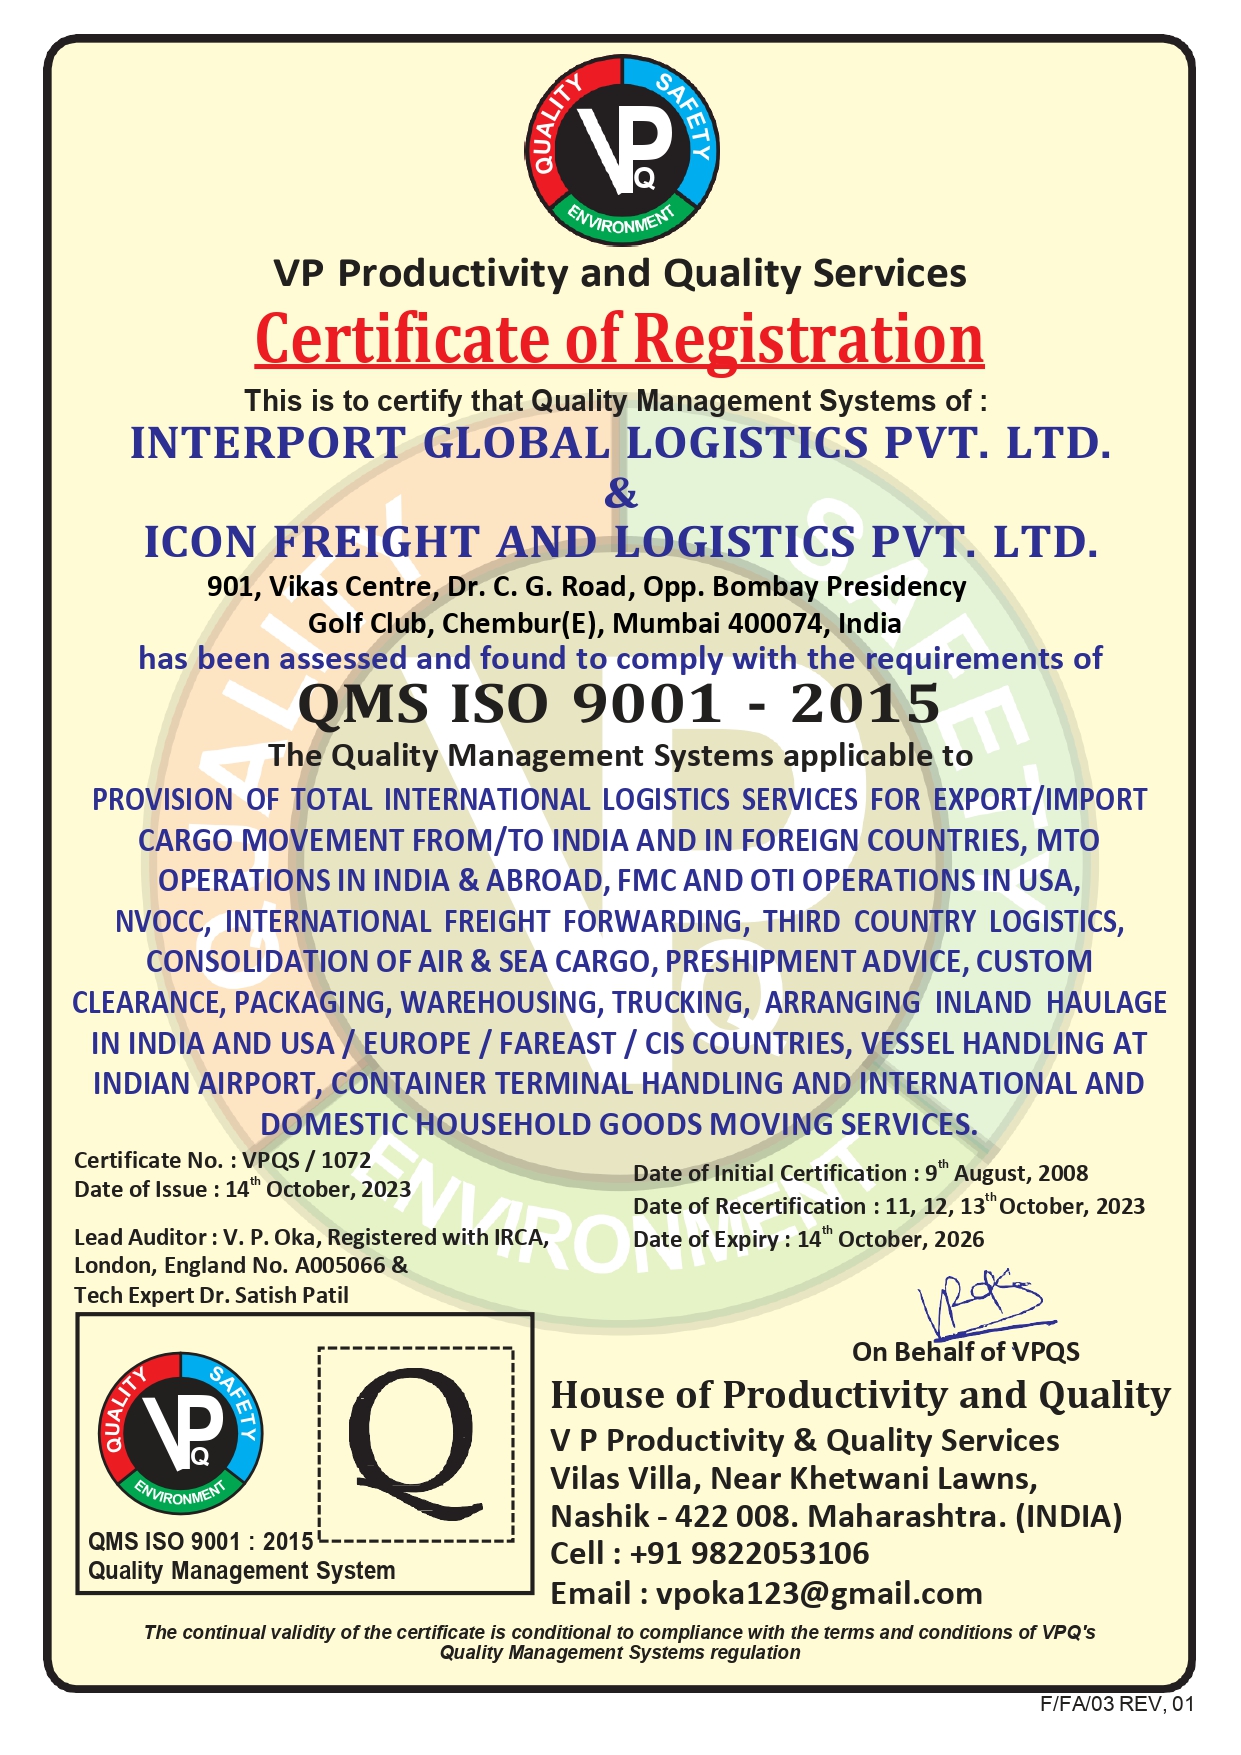 QUALITY
SAFETY
VP
Q
ENVIRONMENT
VP Productivity and Quality Services
Certificate of Registration
This is to certify that Quality Management Systems of :
INTERPORT GLOBAL LOGISTICS PVT. LTD.
&
ICON FREIGHT AND LOGISTICS PVT. LTD.
901, Vikas Centre, Dr. C. G. Road, Opp. Bombay Presidency
Golf Club, Chembur(E), Mumbai 400074, India
has been assessed and found to comply with the requirements of
QMS ISO 9001 - 2015
The Quality Management Systems applicable to
PROVISION OF TOTAL INTERNATIONAL LOGISTICS SERVICES FOR EXPORT/IMPORT
CARGO MOVEMENT FROM/TO INDIA AND IN FOREIGN COUNTRIES, MTO
OPERATIONS IN INDIA & ABROAD, FMC AND OTI OPERATIONS IN USA,
NVOCC, INTERNATIONAL FREIGHT FORWARDING, THIRD COUNTRY LOGISTICS,
CONSOLIDATION OF AIR & SEA CARGO, PRESHIPMENT ADVICE, CUSTOM
CLEARANCE, PACKAGING, WAREHOUSING, TRUCKING, ARRANGING INLAND HAULAGE
IN INDIA AND USA / EUROPE / FAREAST / CIS COUNTRIES, VESSEL HANDLING AT
INDIAN AIRPORT, CONTAINER TERMINAL HANDLING AND INTERNATIONAL AND
DOMESTIC HOUSEHOLD GOODS MOVING SERVICES.
QUALITY
SAFETY
VP
Q
ENVIRONMENT
Certificate No. : VPQS / 1072
Date of Issue : 14th October, 2023
Lead Auditor : V. P. Oka, Registered with IRCA,
London, England No. A005066 &
Tech Expert Dr. Satish Patil
Date of Initial Certification : 9th August, 2008
Date of Recertification : 11, 12, 13th October, 2023
Date of Expiry : 14th October, 2026
VPQS
On Behalf of VPQS
QUALITY
SAFETY
VP
Q
ENVIRONMENT
Q
QMS ISO 9001 : 2015
Quality Management System
House of Productivity and Quality
V P Productivity & Quality Services
Vilas Villa, Near Khetwani Lawns,
Nashik - 422 008. Maharashtra. (INDIA)
Cell : +91 9822053106
Email : vpoka123@gmail.com
The continual validity of the certificate is conditional to compliance with the terms and conditions of VPQ's
Quality Management Systems regulation
F/FA/03 REV, 01